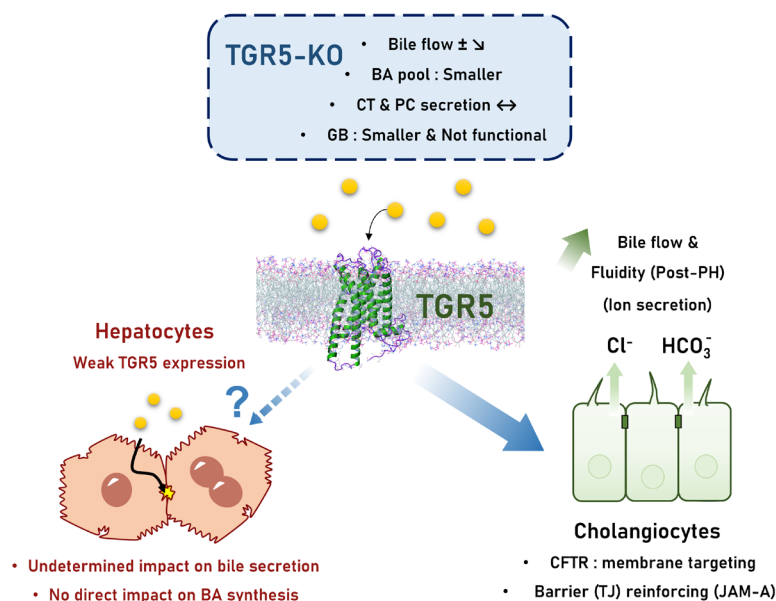 TGR5-KO
• Bile flow ± ↘
• BA pool : Smaller
• CT & PC secretion ↔
• GB : Smaller & Not functional
TGR5
Bile flow &
Fluidity (Post-PH)
(Ion secretion)
Cl⁻
HCO₃⁻
Hepatocytes
Weak TGR5 expression
?
• Undetermined impact on bile secretion
• No direct impact on BA synthesis
Cholangiocytes
• CFTR : membrane targeting
• Barrier (TJ) reinforcing (JAM-A)